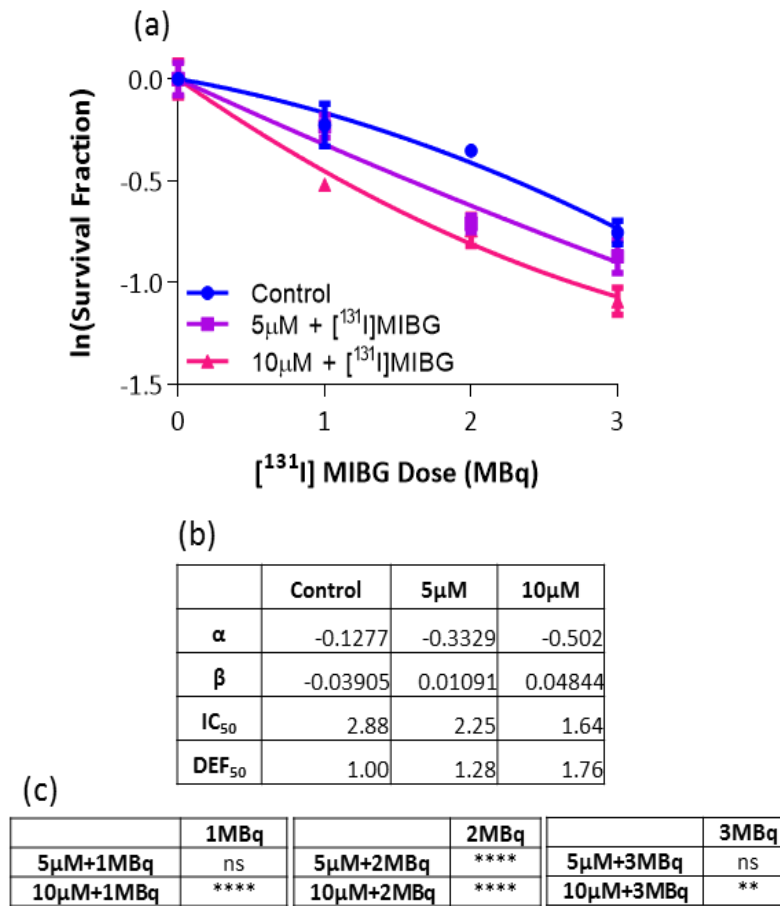 (a)
ln(Survival Fraction)
0.0
-0.5
-1.0
-1.5
Control
5μM + [¹³¹I]MIBG
10μM + [¹³¹I]MIBG
0 1 2 3
[¹³¹I] MIBG Dose (MBq)
(b)
Control 5μM 10μM
α -0.1277 -0.3329 -0.502
β -0.03905 0.01091 0.04844
IC₅₀ 2.88 2.25 1.64
DEF₅₀ 1.00 1.28 1.76
(c)
1MBq 2MBq 3MBq
5μM+1MBq ns 5μM+2MBq **** 5μM+3MBq ns
10μM+1MBq **** 10μM+2MBq **** 10μM+3MBq **